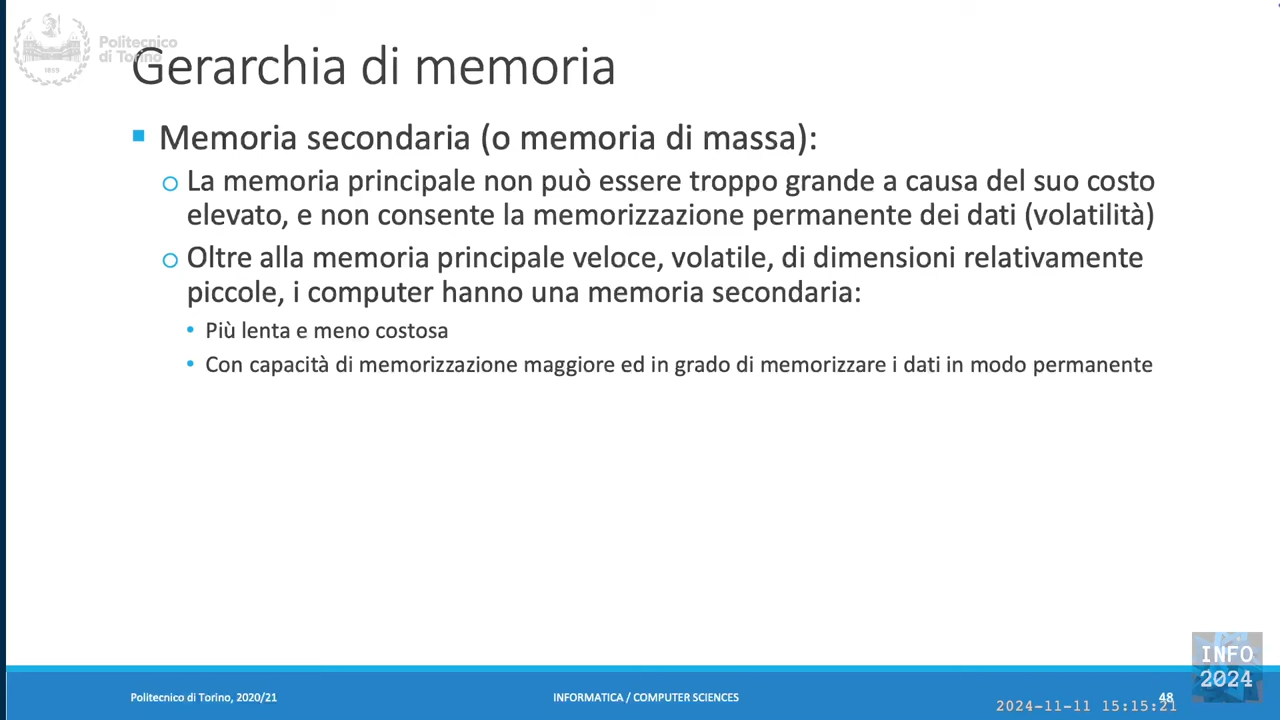 Politecnico
di Torino
1859
Gerarchia di memoria
Memoria secondaria (o memoria di massa):
La memoria principale non può essere troppo grande a causa del suo costo
elevato, e non consente la memorizzazione permanente dei dati (volatilità)
Oltre alla memoria principale veloce, volatile, di dimensioni relativamente
piccole, i computer hanno una memoria secondaria:
Più lenta e meno costosa
Con capacità di memorizzazione maggiore ed in grado di memorizzare i dati in modo permanente
INFO
2024
Politecnico di Torino, 2020/21
INFORMATICA / COMPUTER SCIENCES
48
2024-11-11 15:15:21